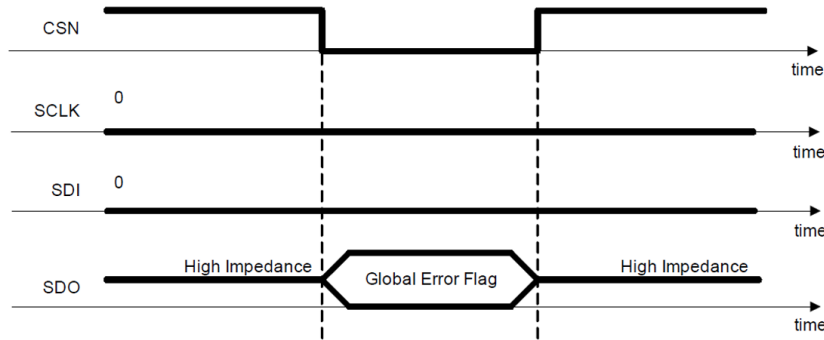 CSN
time
0
SCLK
time
0
SDI
time
High Impedance Global Error Flag High Impedance
SDO
time